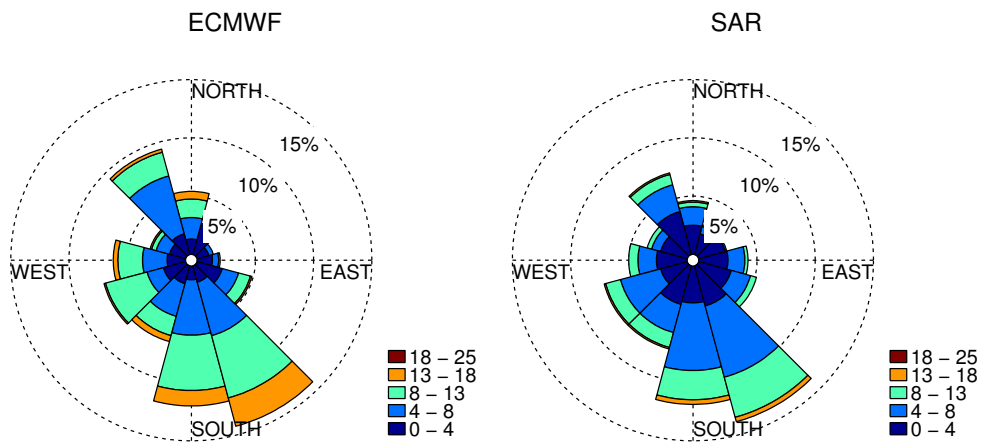 ECMWF
NORTH
15%
10%
5%
WEST
EAST
SOUTH
18 – 25
13 – 18
8 – 13
4 – 8
0 – 4
SAR
NORTH
15%
10%
5%
WEST
EAST
SOUTH
18 – 25
13 – 18
8 – 13
4 – 8
0 – 4